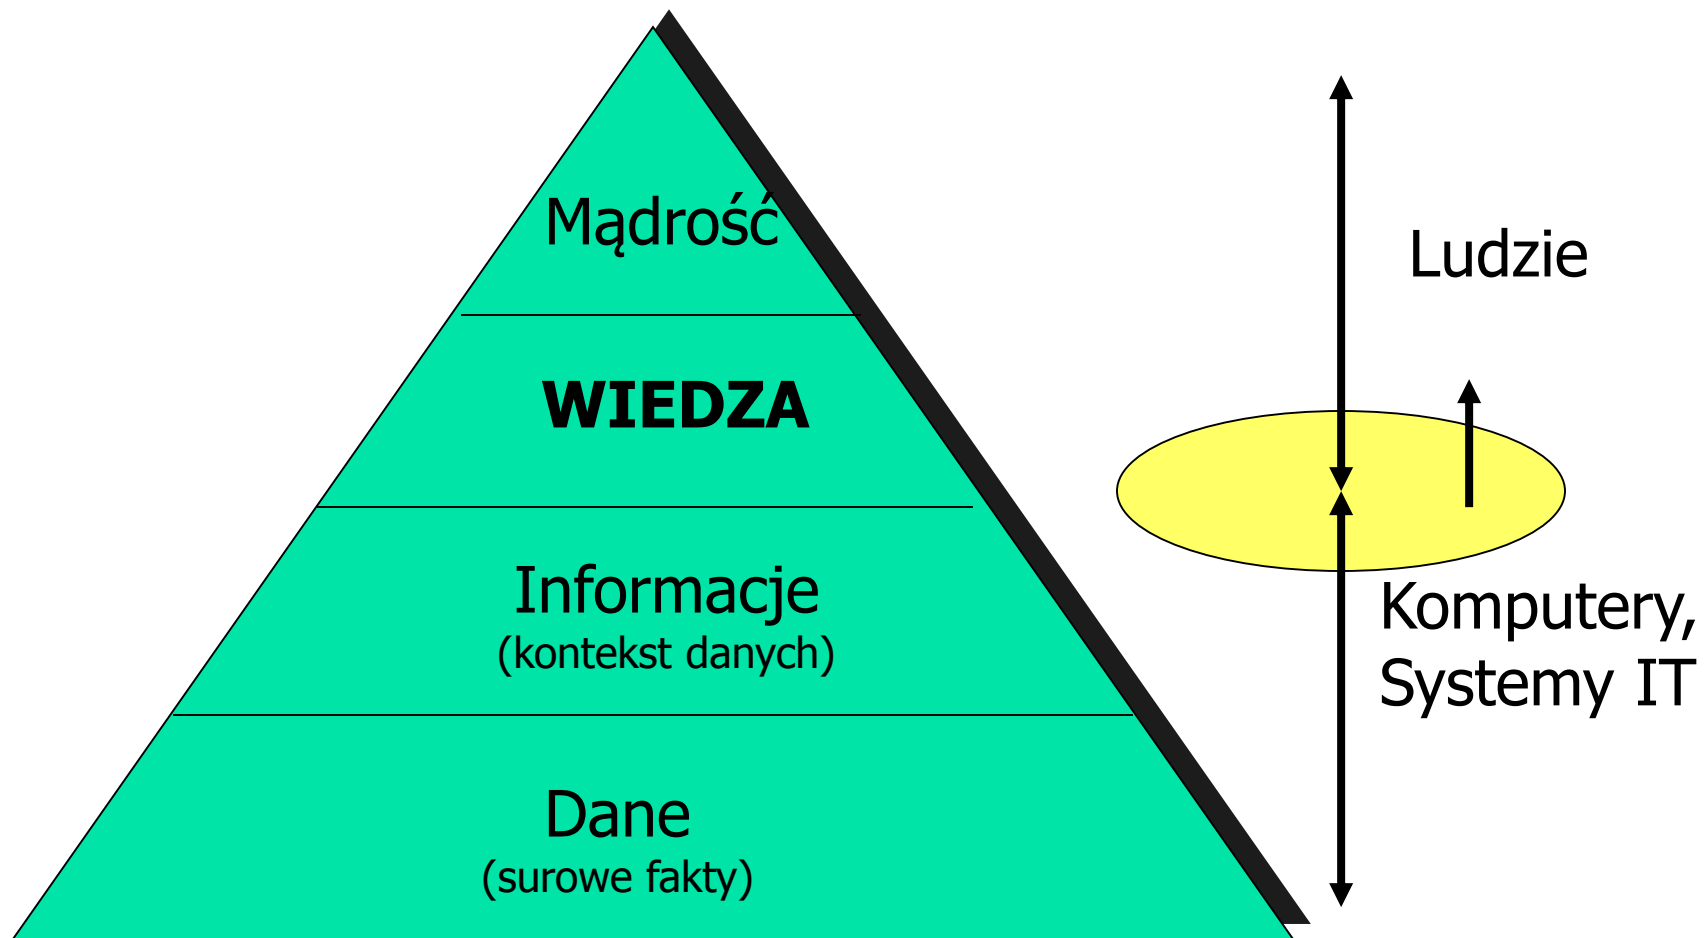 Mądrość
Ludzie
WIEDZA
Informacje
(kontekst danych)
Komputery,
Systemy IT
Dane
(surowe fakty)